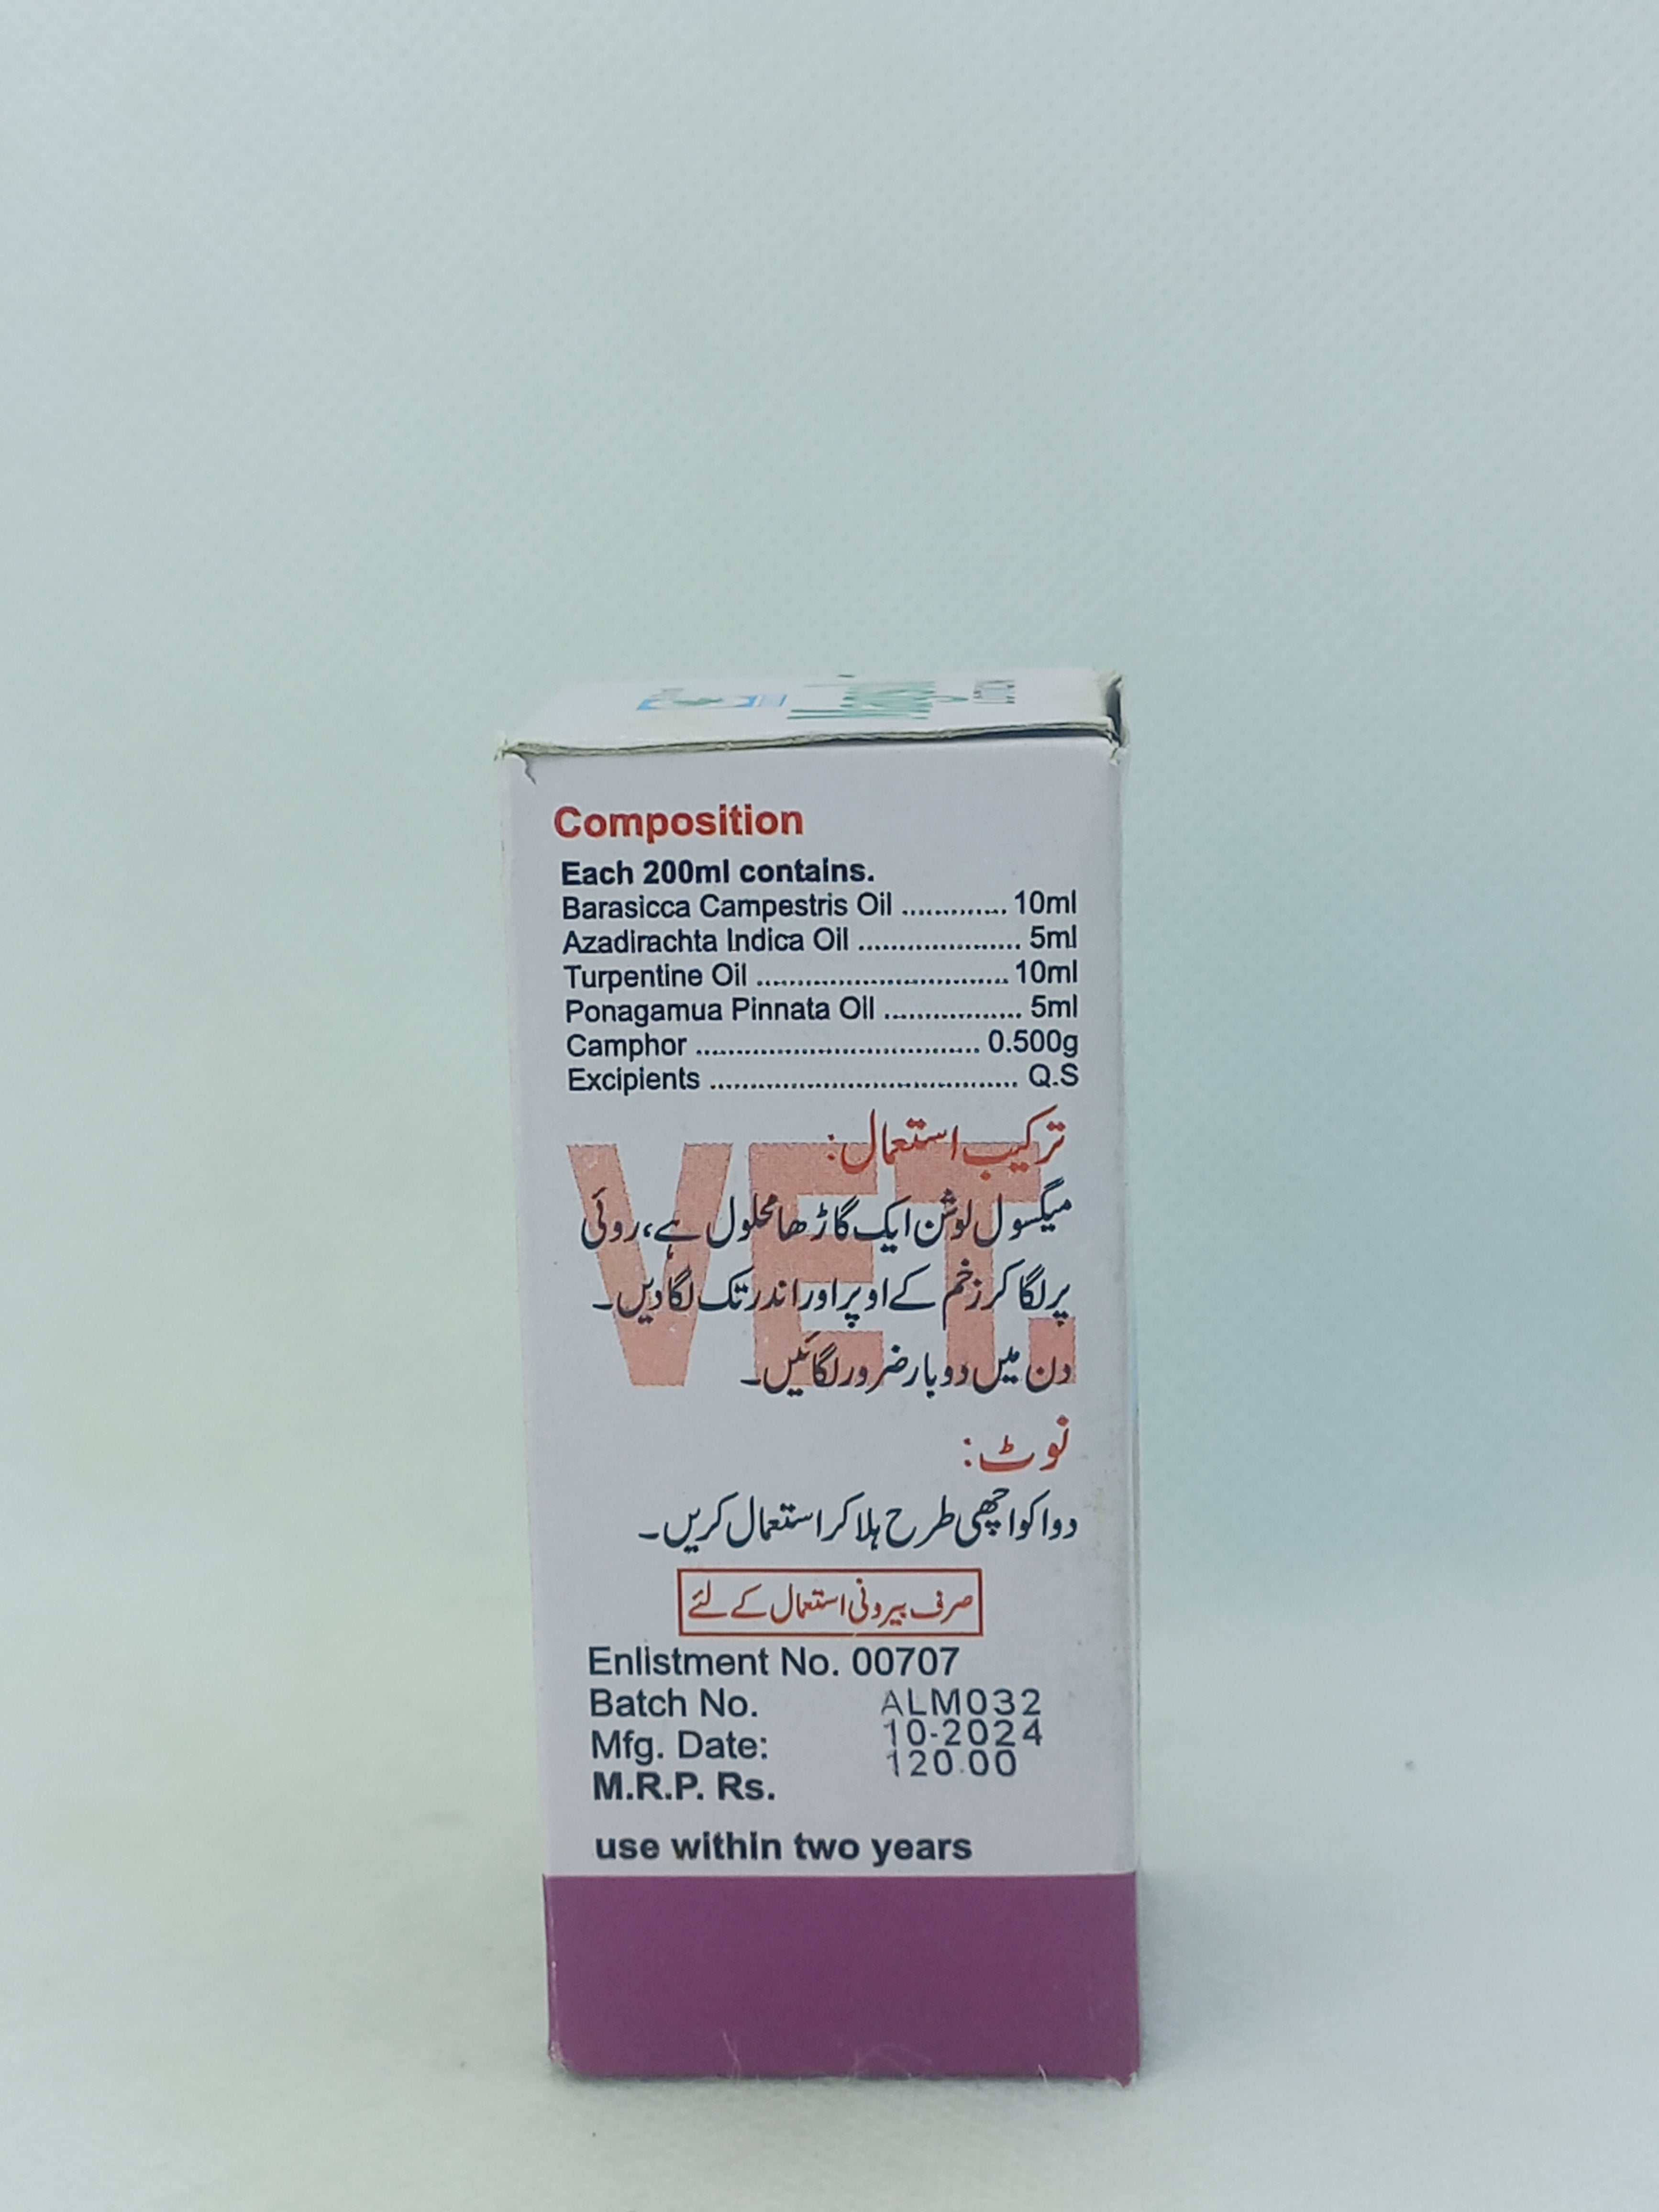 Composition
Each 200ml contains.
Barasicca Campestris Oil ............. 10ml
Azadirachta Indica Oil .................... 5ml
Turpentine Oil ............................... 10ml
Ponagamua Pinnata Oil ................. 5ml
Camphor ................................... 0.500g
Excipients ...................................... Q.S
VET.
ترکیب استعمال:
میگسول لوشن ایک گاڑھا محلول ہے، روئی
پر لگا کر زخم کے اوپر اور اندر تک لگا دیں۔
دن میں دو بار ضرور لگائیں۔
نوٹ:
دوا کو اچھی طرح ہلا کر استعمال کریں۔
صرف بیرونی استعمال کے لئے
Enlistment No. 00707
Batch No. ALM032
Mfg. Date: 10-2024
M.R.P. Rs. 120.00
use within two years